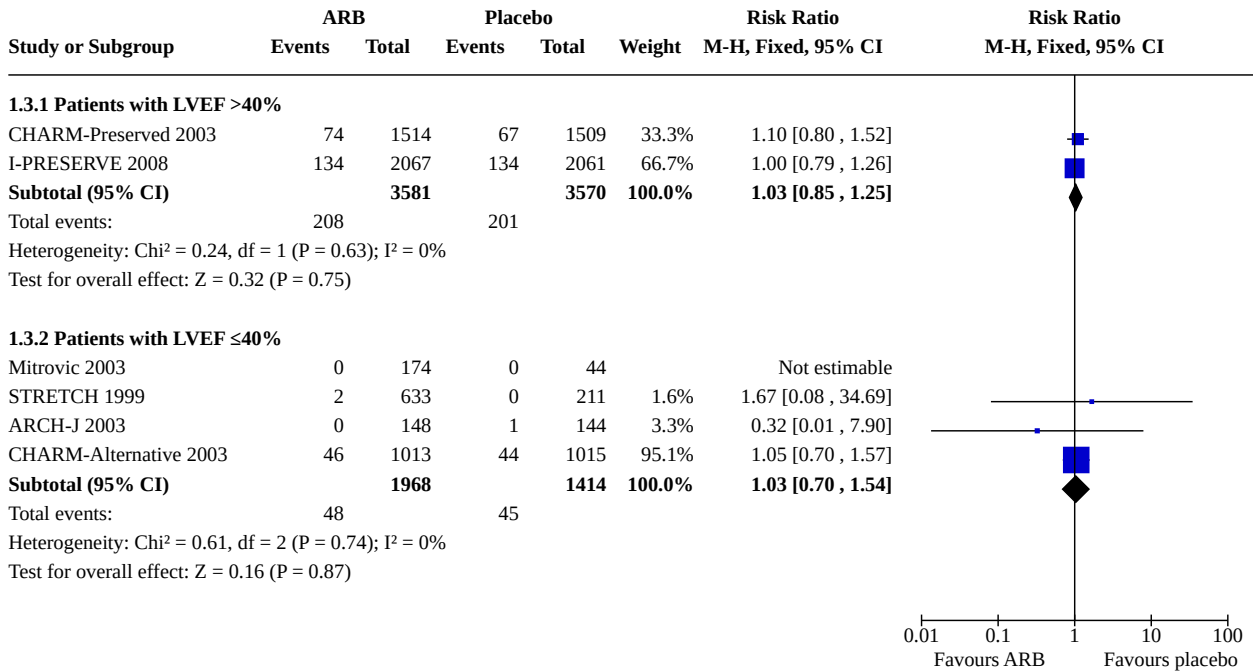 ARB Placebo Risk Ratio Risk Ratio
Study or Subgroup Events Total Events Total Weight M-H, Fixed, 95% CI M-H, Fixed, 95% CI
1.3.1 Patients with LVEF >40%
CHARM-Preserved 2003 74 1514 67 1509 33.3% 1.10 [0.80 , 1.52]
I-PRESERVE 2008 134 2067 134 2061 66.7% 1.00 [0.79 , 1.26]
Subtotal (95% CI) 3581 3570 100.0% 1.03 [0.85 , 1.25]
Total events: 208 201
Heterogeneity: Chi² = 0.24, df = 1 (P = 0.63); I² = 0%
Test for overall effect: Z = 0.32 (P = 0.75)
1.3.2 Patients with LVEF ≤40%
Mitrovic 2003 0 174 0 44 Not estimable
STRETCH 1999 2 633 0 211 1.6% 1.67 [0.08 , 34.69]
ARCH-J 2003 0 148 1 144 3.3% 0.32 [0.01 , 7.90]
CHARM-Alternative 2003 46 1013 44 1015 95.1% 1.05 [0.70 , 1.57]
Subtotal (95% CI) 1968 1414 100.0% 1.03 [0.70 , 1.54]
Total events: 48 45
Heterogeneity: Chi² = 0.61, df = 2 (P = 0.74); I² = 0%
Test for overall effect: Z = 0.16 (P = 0.87)
0.01 0.1 1 10 100
Favours ARB Favours placebo